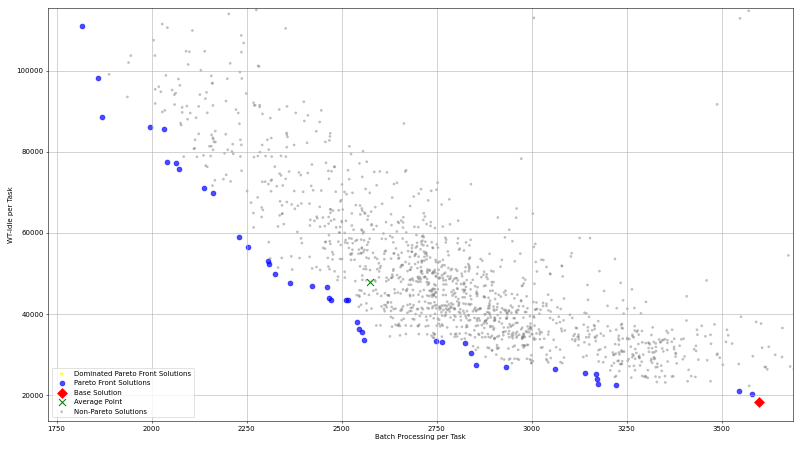 100000
80000
60000
40000
20000
WT-Idle per Task
1750
2000
2250
2500
2750
3000
3250
3500
Batch Processing per Task
Dominated Pareto Front Solutions
Pareto Front Solutions
Base Solution
Average Point
Non-Pareto Solutions